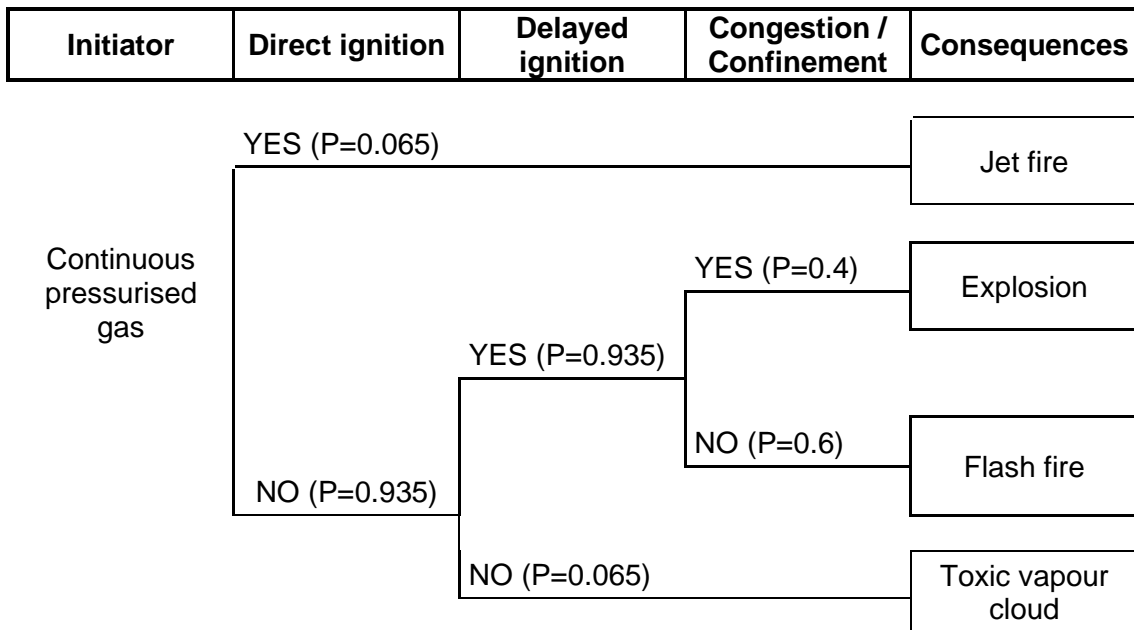 Initiator
Direct ignition
Delayed
ignition
Congestion /
Confinement
Consequences
YES (P=0.065)
Jet fire
Continuous
pressurised
gas
YES (P=0.4)
Explosion
YES (P=0.935)
NO (P=0.6)
Flash fire
NO (P=0.935)
NO (P=0.065)
Toxic vapour
cloud